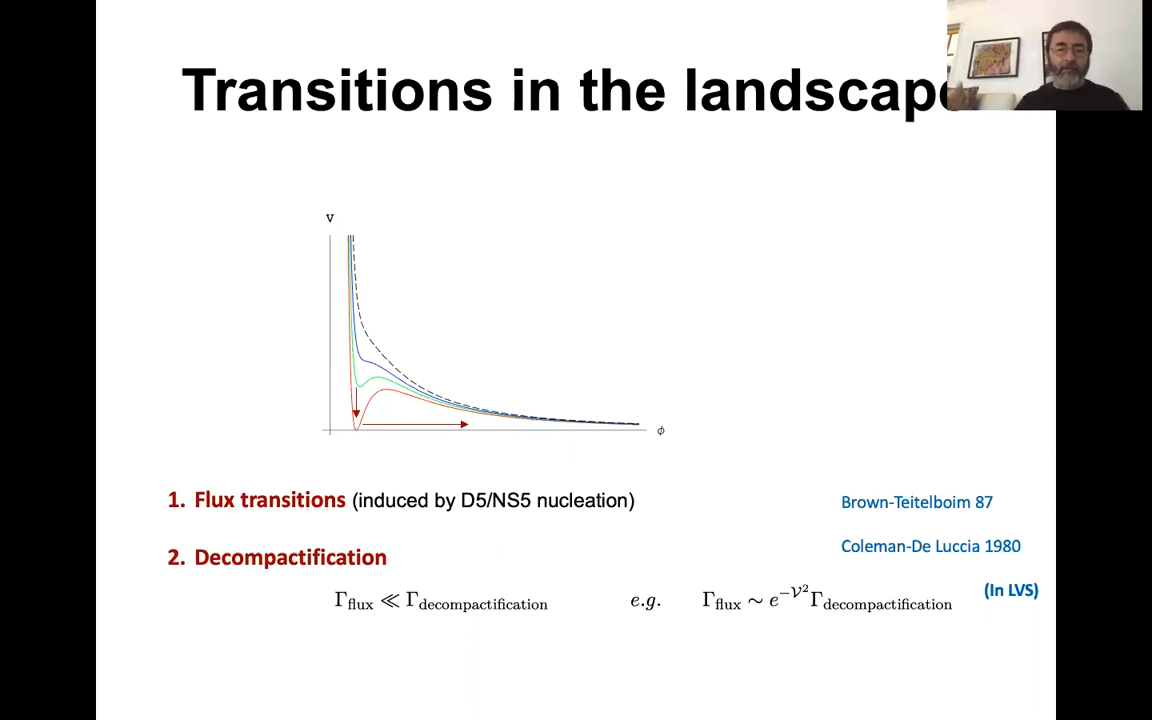 Transitions in the landscap
V
ϕ
1. Flux transitions (induced by D5/NS5 nucleation)
Brown-Teitelboim 87
Coleman-De Luccia 1980
2. Decompactification
(In LVS)
Γ_flux ≪ Γ_decompactification e.g. Γ_flux ∼ e^{−𝒱²}Γ_decompactification